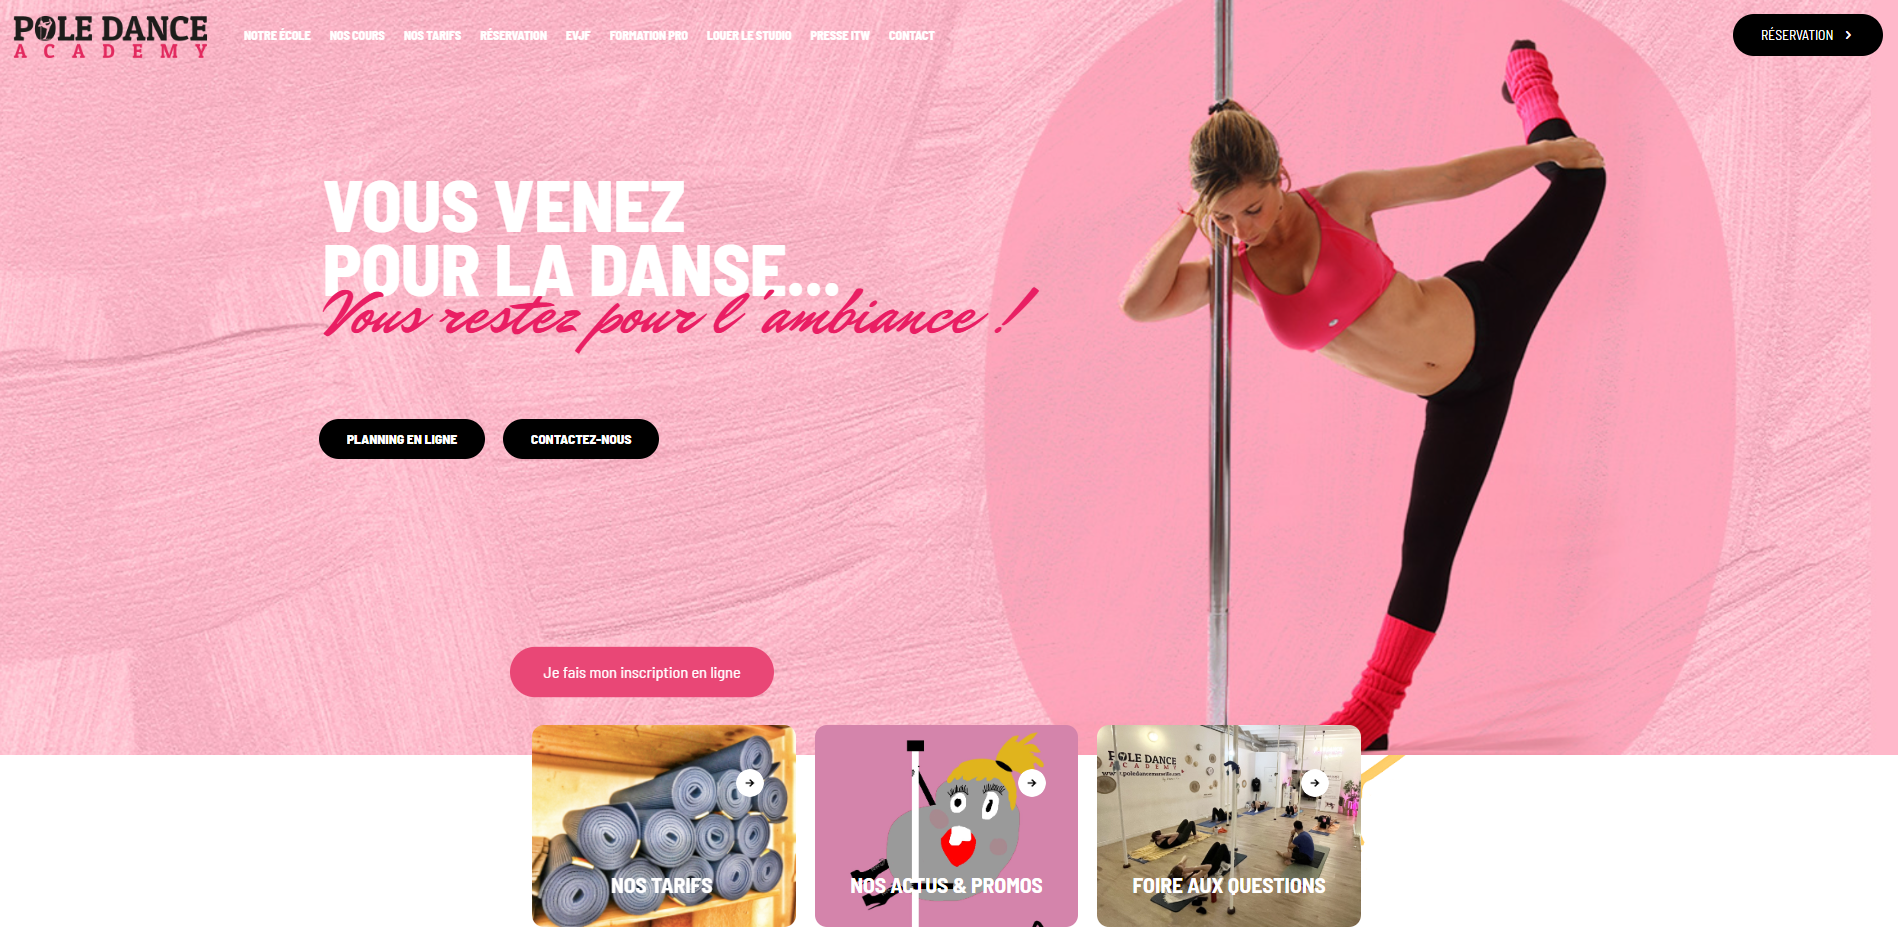 POLE DANCE
ACADEMY
NOTRE ÉCOLE NOS COURS NOS TARIFS RÉSERVATION EVJF FORMATION PRO LOUER LE STUDIO PRESSE ITW CONTACT
RÉSERVATION
VOUS VENEZ
POUR LA DANSE...
Vous restez pour l'ambiance !
PLANNING EN LIGNE
CONTACTEZ-NOUS
Je fais mon inscription en ligne
NOS TARIFS
NOS ACTUS & PROMOS
POLE DANCE
ACADEMY
FOIRE AUX QUESTIONS